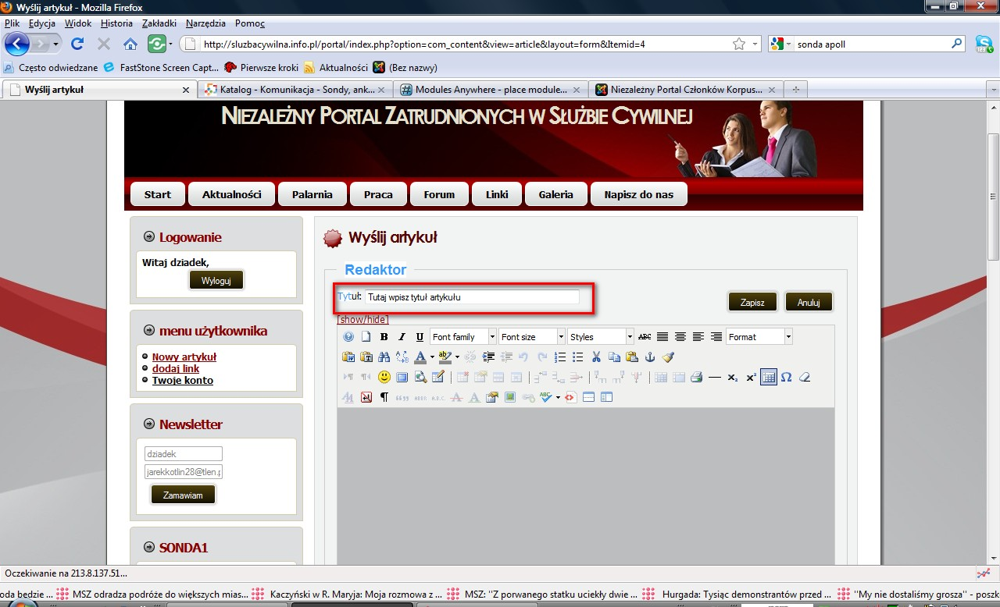 Wyślij artykuł - Mozilla Firefox
Plik Edycja Widok Historia Zakładki Narzędzia Pomoc
http://sluzbacywilna.info.pl/portal/index.php?option=com_content&view=article&layout=form&Itemid=4
sonda apoll
Często odwiedzane FastStone Screen Capt... Pierwsze kroki Aktualności (Bez nazwy)
Wyślij artykuł Katalog - Komunikacja - Sondy, ank... Modules Anywhere - place module... Niezależny Portal Członków Korpus...
Niezależny Portal Zatrudnionych w Służbie Cywilnej
Start Aktualności Palarnia Praca Forum Linki Galeria Napisz do nas
Logowanie
Witaj dziadek,
Wyloguj
menu użytkownika
Nowy artykuł
dodaj link
Twoje konto
Newsletter
dziadek
jarekkotlin28@tlen.p
Zamawiam
SONDA1
Wyślij artykuł
Redaktor
Tytuł: Tutaj wpisz tytuł artykułu
Zapisz Anuluj
[show/hide]
B I U Font family Font size Styles ABC Format
Oczekiwanie na 213.8.137.51...
oda będzie ... MSZ odradza podróże do większych mias... Kaczyński w R. Maryja: Moja rozmowa z ... MSZ: "Z porwanego statku uciekły dwie ... Hurgada: Tysiąc demonstrantów przed ... "My nie dostaliśmy grosza" - poszk